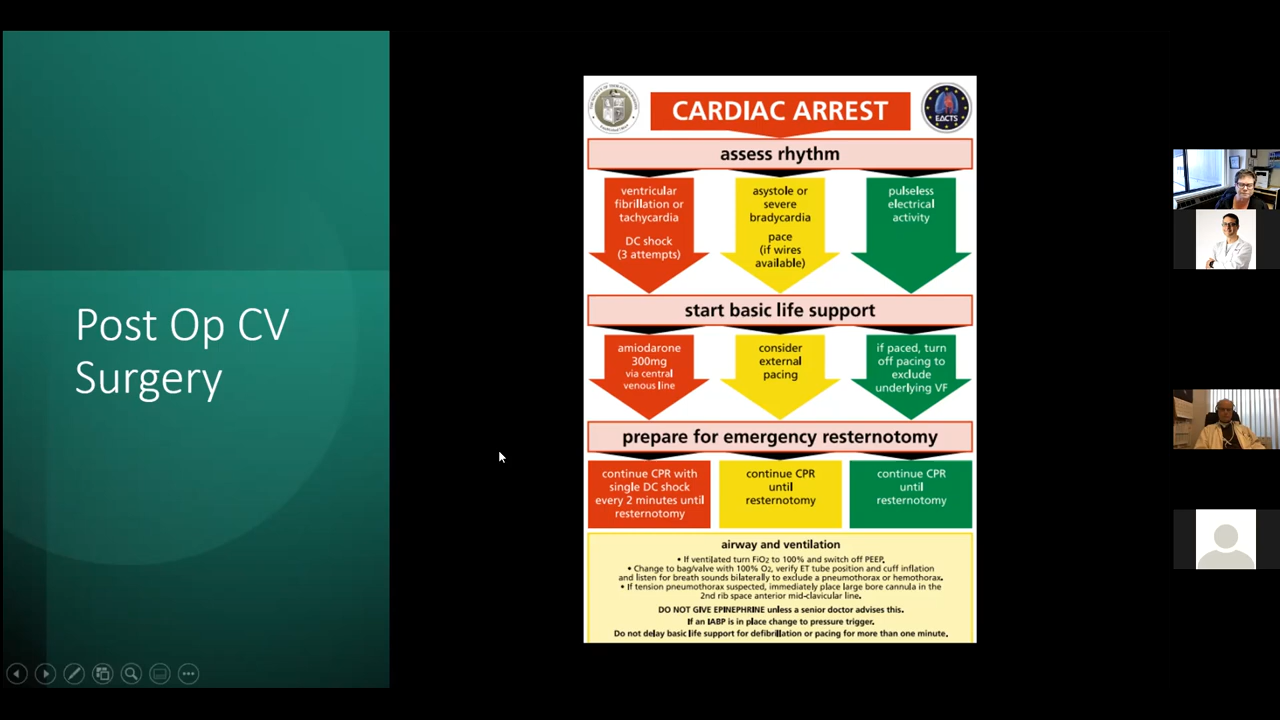 Post Op CV
Surgery
EACTS
CARDIAC ARREST
assess rhythm
ventricular
fibrillation or
tachycardia
DC shock
(3 attempts)
asystole or
severe
bradycardia
pace
(if wires
available)
pulseless
electrical
activity
start basic life support
amiodarone
300mg
via central
venous line
consider
external
pacing
if paced, turn
off pacing to
exclude
underlying VF
prepare for emergency resternotomy
continue CPR with
single DC shock
every 2 minutes until
resternotomy
continue CPR
until
resternotomy
continue CPR
until
resternotomy
airway and ventilation
• If ventilated turn FiO2 to 100% and switch off PEEP.
• Change to bag/valve with 100% O2, verify ET tube position and cuff inflation
and listen for breath sounds bilaterally to exclude a pneumothorax or hemothorax.
• If tension pneumothorax suspected, immediately place large bore cannula in the
2nd rib space anterior mid-clavicular line.
DO NOT GIVE EPINEPHRINE unless a senior doctor advises this.
If an IABP is in place change to pressure trigger.
Do not delay basic life support for defibrillation or pacing for more than one minute.